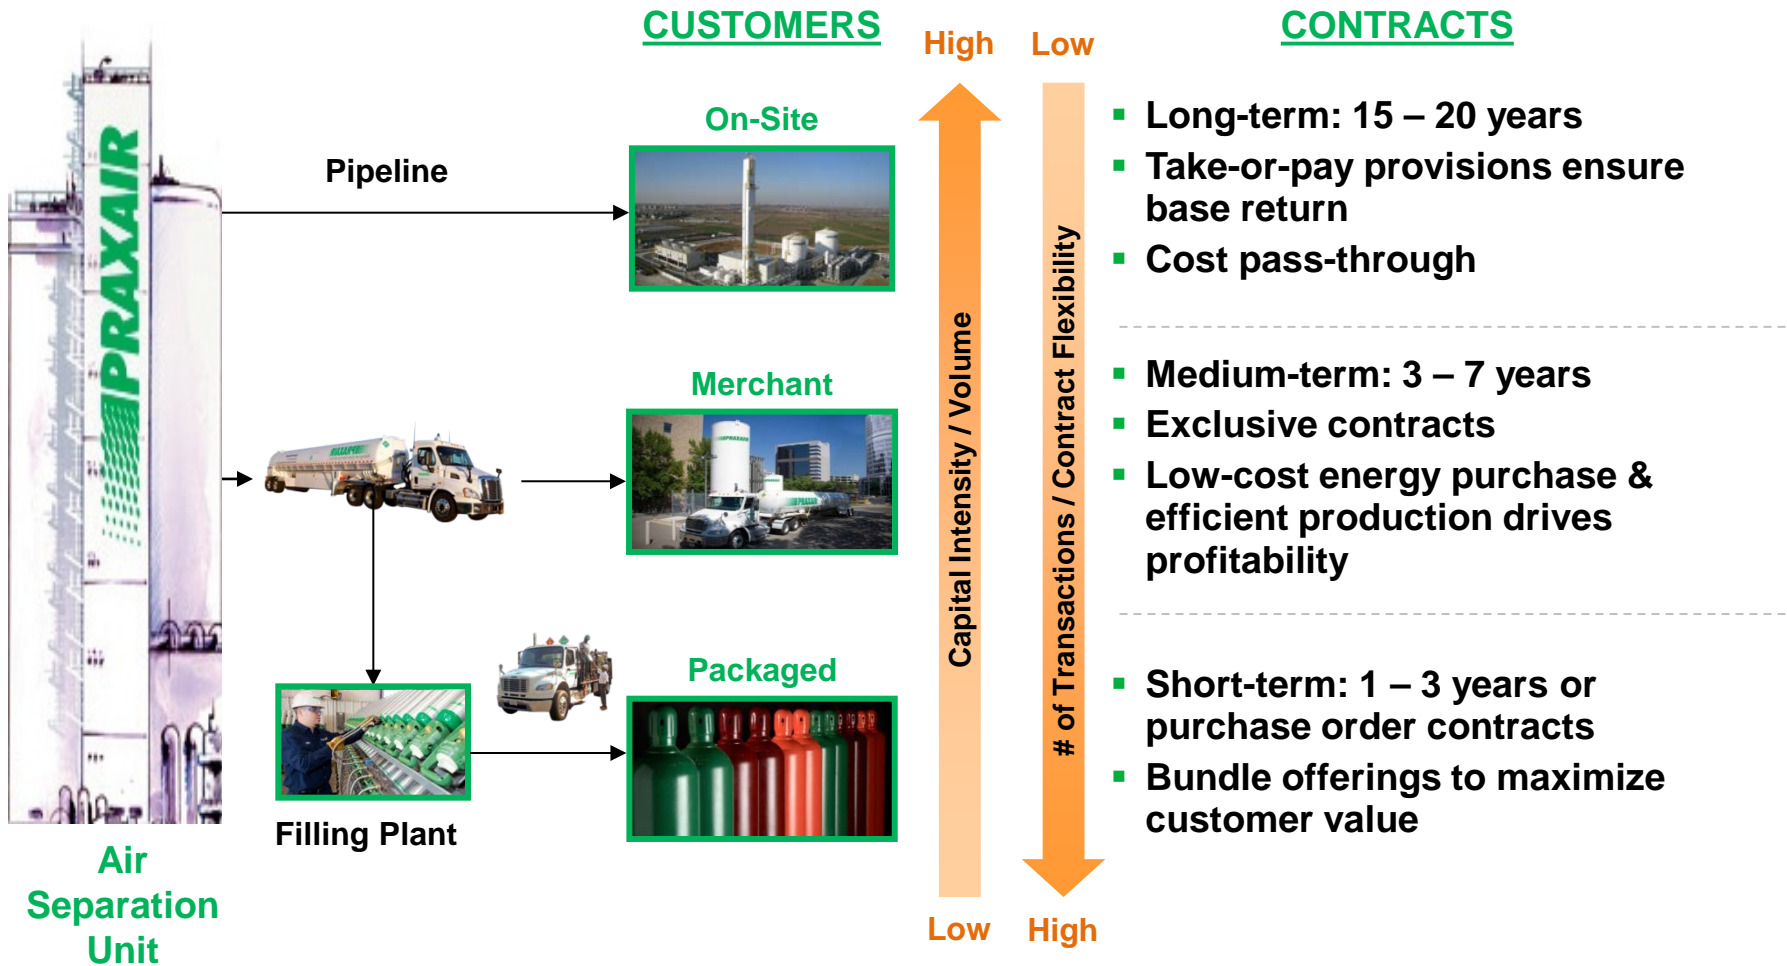 CUSTOMERS
CONTRACTS
High
Low
PRAXAIR
Pipeline
On-Site
Long-term: 15 – 20 years
Take-or-pay provisions ensure
base return
Cost pass-through
Capital Intensity / Volume
# of Transactions / Contract Flexibility
Merchant
PRAXAIR
PRAXAIR
PRAXAIR
Medium-term: 3 – 7 years
Exclusive contracts
Low-cost energy purchase &
efficient production drives
profitability
Packaged
Filling Plant
Short-term: 1 – 3 years or
purchase order contracts
Bundle offerings to maximize
customer value
Air
Separation
Unit
Low
High